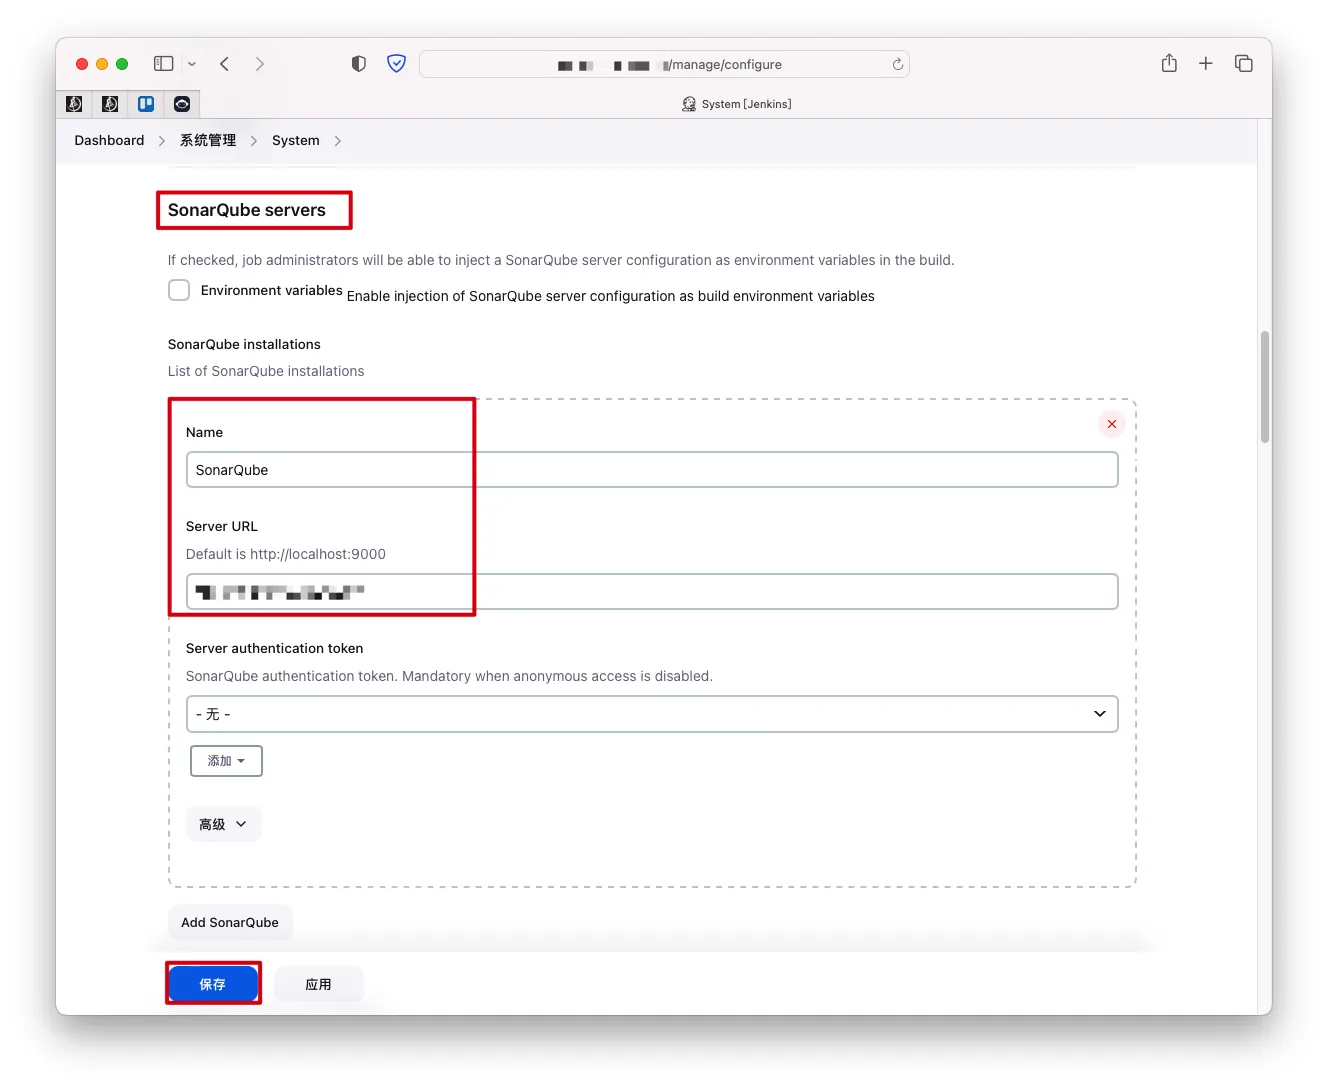 /manage/configure
System [Jenkins]
Dashboard > 系统管理 > System >
SonarQube servers
If checked, job administrators will be able to inject a SonarQube server configuration as environment variables in the build.
Environment variables Enable injection of SonarQube server configuration as build environment variables
SonarQube installations
List of SonarQube installations
Name
SonarQube
Server URL
Default is http://localhost:9000
Server authentication token
SonarQube authentication token. Mandatory when anonymous access is disabled.
- 无 -
添加
高级
Add SonarQube
保存 应用